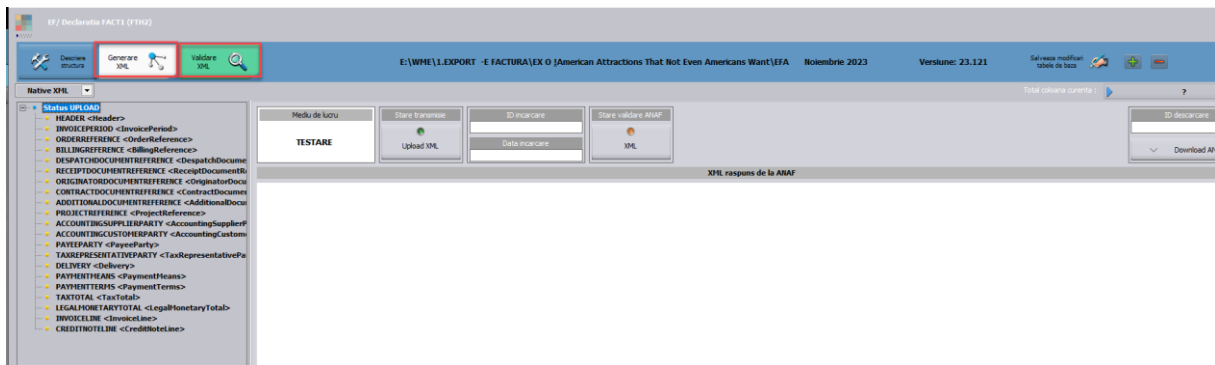 EF/ Declaratia FACT1 (FTH2)
Descriere structura
Generare XML
Validare XML
E:\WME\1.EXPORT -E FACTURA\EX O !American Attractions That Not Even Americans Want\EFA Noiembrie 2023 Versiune: 23.121
Salveaza modificari tabele de baza
Native XML
Total coloana curenta : ?
Status UPLOAD
HEADER <Header>
INVOICEPERIOD <InvoicePeriod>
ORDERREFERENCE <OrderReference>
BILLINGREFERENCE <BillingReference>
DESPATCHDOCUMENTREFERENCE <DespatchDocume
RECEIPTDOCUMENTREFERENCE <ReceiptDocumentR
ORIGINATORDOCUMENTREFERENCE <OriginatorDocu
CONTRACTDOCUMENTREFERENCE <ContractDocumen
ADDITIONALDOCUMENTREFERENCE <AdditionalDocu
PROJECTREFERENCE <ProjectReference>
ACCOUNTINGSUPPLIERPARTY <AccountingSupplierP
ACCOUNTINGCUSTOMERPARTY <AccountingCustom
PAYEEPARTY <PayeeParty>
TAXREPRESENTATIVEPARTY <TaxRepresentativePa
DELIVERY <Delivery>
PAYMENTMEANS <PaymentMeans>
PAYMENTTERMS <PaymentTerms>
TAXTOTAL <TaxTotal>
LEGALMONETARYTOTAL <LegalMonetaryTotal>
INVOICELINE <InvoiceLine>
CREDITNOTELINE <CreditNoteLine>
Mediu de lucru
TESTARE
Stare transmise
Upload XML
ID incarcare
Data incarcare
Stare validare ANAF
XML
ID descarcare
Download AN
XML raspuns de la ANAF